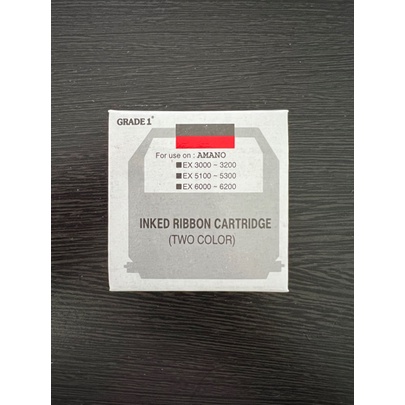 GRADE 1®
For use on : AMANO
■EX 3000 ~ 3200
■EX 5100 ~ 5300
■EX 6000 ~ 6200
INKED RIBBON CARTRIDGE
(TWO COLOR)